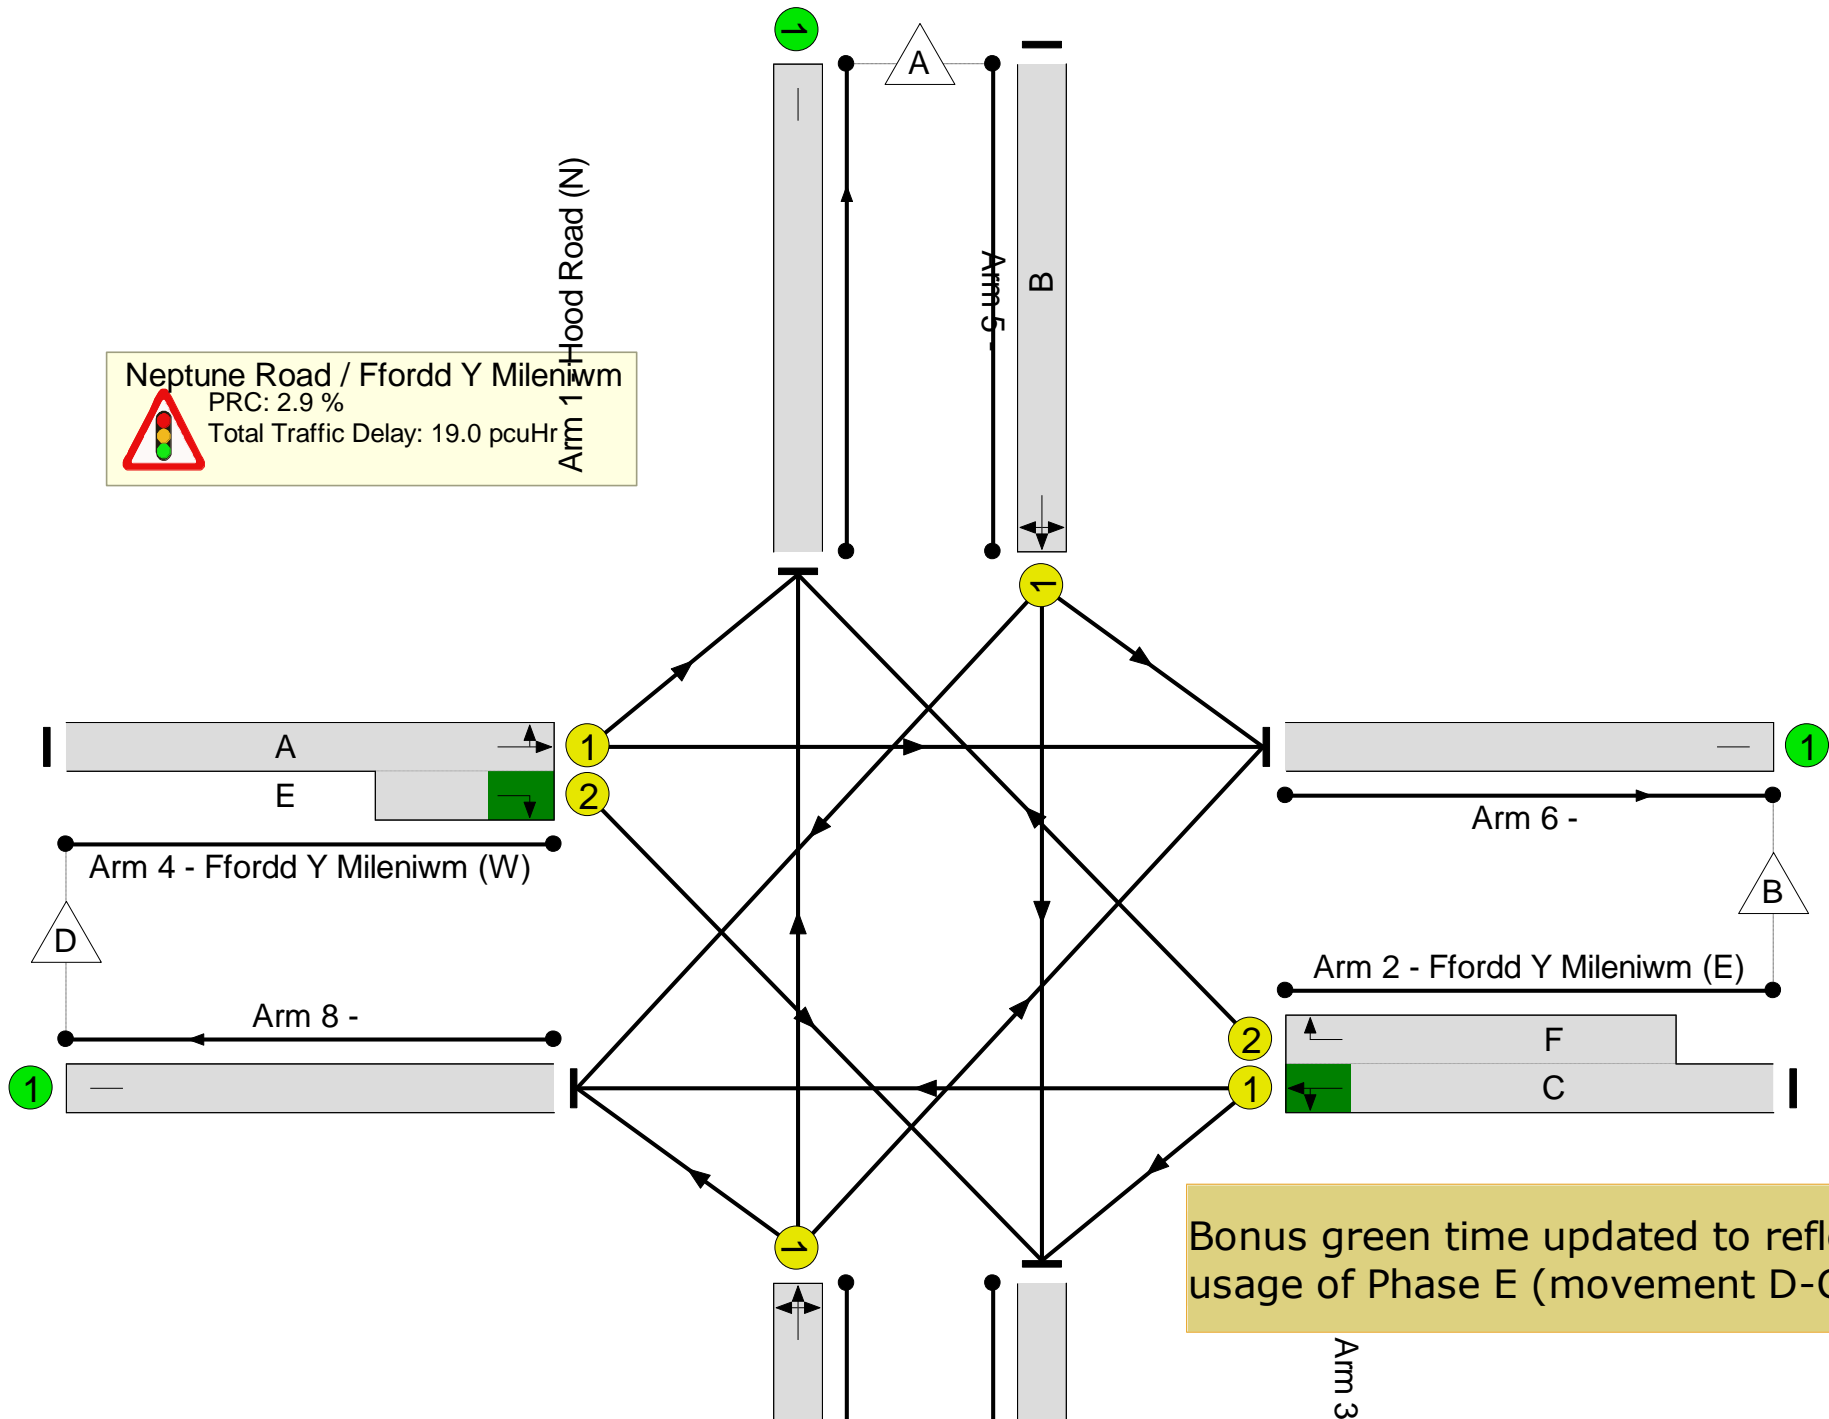 1
A
Arm 1 - Hood Road (N)
Arm 5 -
B
Neptune Road / Ffordd Y Mileniwm
PRC: 2.9 %
Total Traffic Delay: 19.0 pcuHr
1
A
1
E
2
Arm 4 - Ffordd Y Mileniwm (W)
D
Arm 8 -
1
1
Arm 6 -
B
Arm 2 - Ffordd Y Mileniwm (E)
2
F
1
C
1
Bonus green time updated to
usage of Phase E (movement
Arm 3